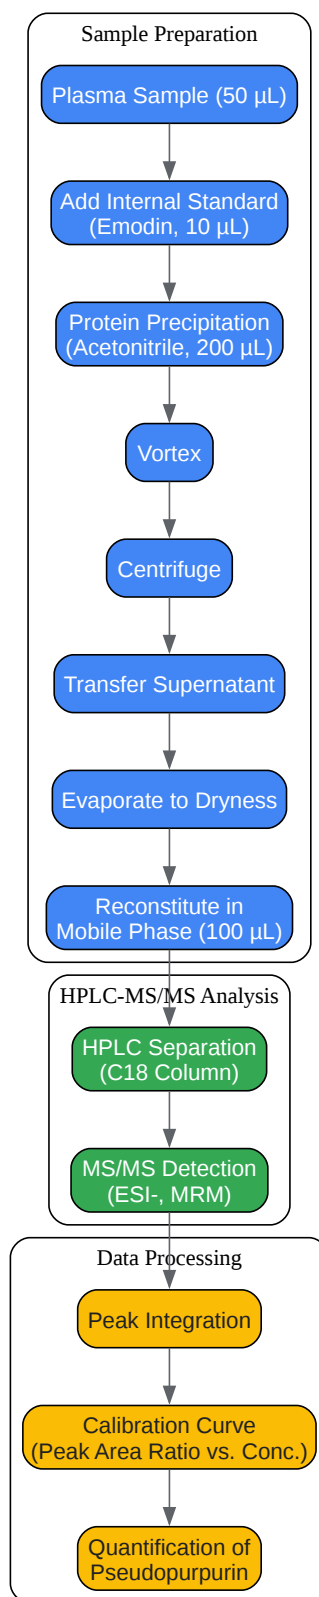 Sample Preparation
Plasma Sample (50 µL)
Add Internal Standard
(Emodin, 10 µL)
Protein Precipitation
(Acetonitrile, 200 µL)
Vortex
Centrifuge
Transfer Supernatant
Evaporate to Dryness
Reconstitute in
Mobile Phase (100 µL)
HPLC-MS/MS Analysis
HPLC Separation
(C18 Column)
MS/MS Detection
(ESI-, MRM)
Data Processing
Peak Integration
Calibration Curve
(Peak Area Ratio vs. Conc.)
Quantification of
Pseudopurpurin